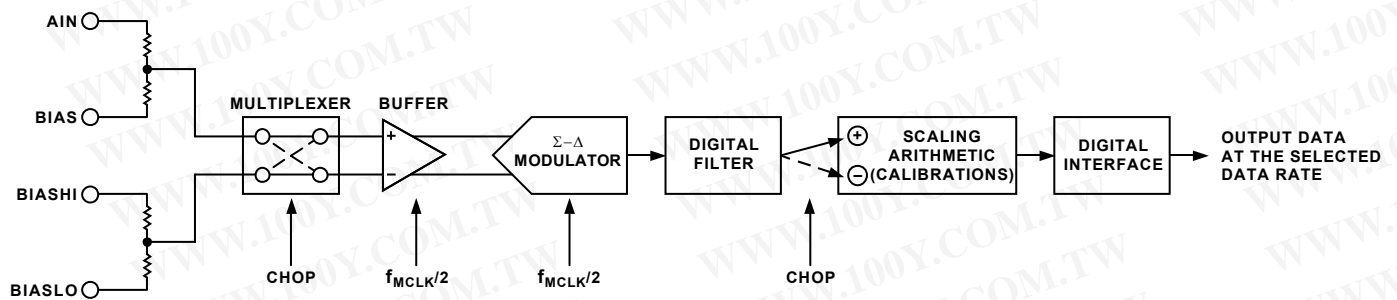 AIN
BIAS
BIASHI
BIASLO
MULTIPLEXER
CHOP
BUFFER
+
−
fMCLK/2
Σ–Δ
MODULATOR
fMCLK/2
DIGITAL
FILTER
CHOP
+
−
SCALING
ARITHMETIC
(CALIBRATIONS)
DIGITAL
INTERFACE
OUTPUT DATA
AT THE SELECTED
DATA RATE
WWW.100Y.COM.TW